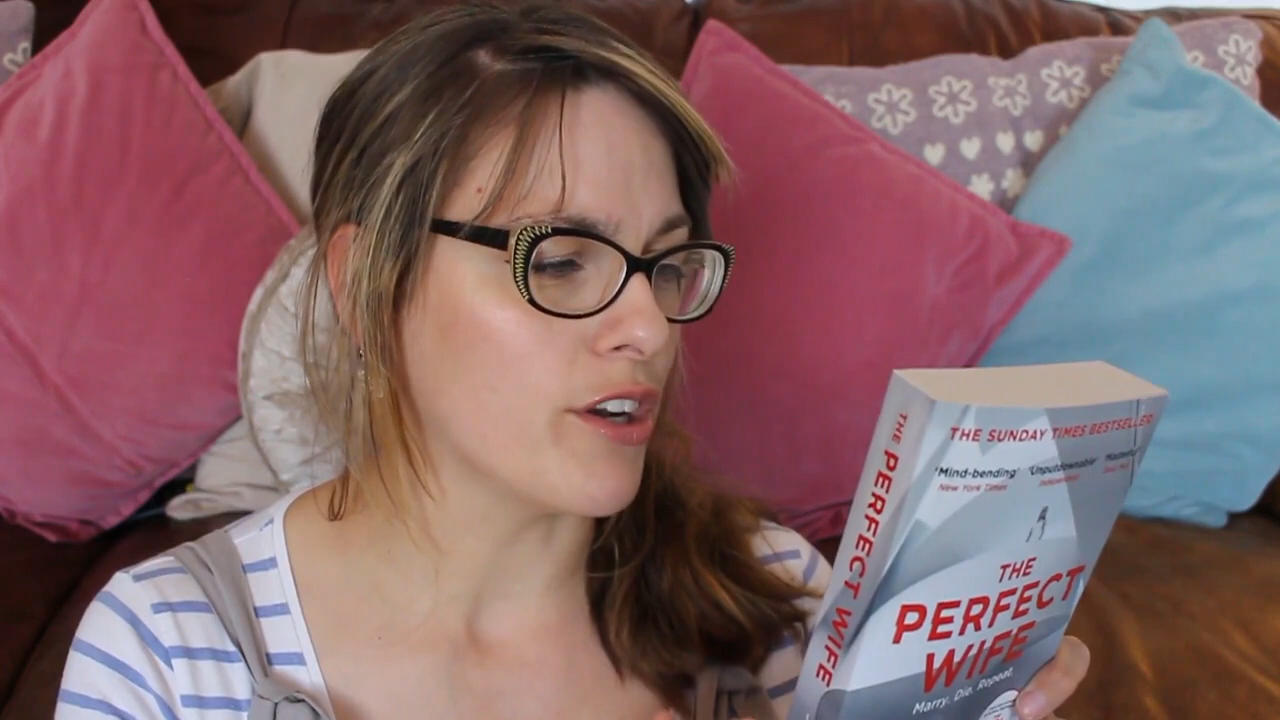 THE PERFECT WIFE
THE SUNDAY TIMES BESTSELLER
'Mind-bending' 'Unputdownable'
New York Times Independent
THE
PERFECT
WIFE
Marry. Die. Repeat.